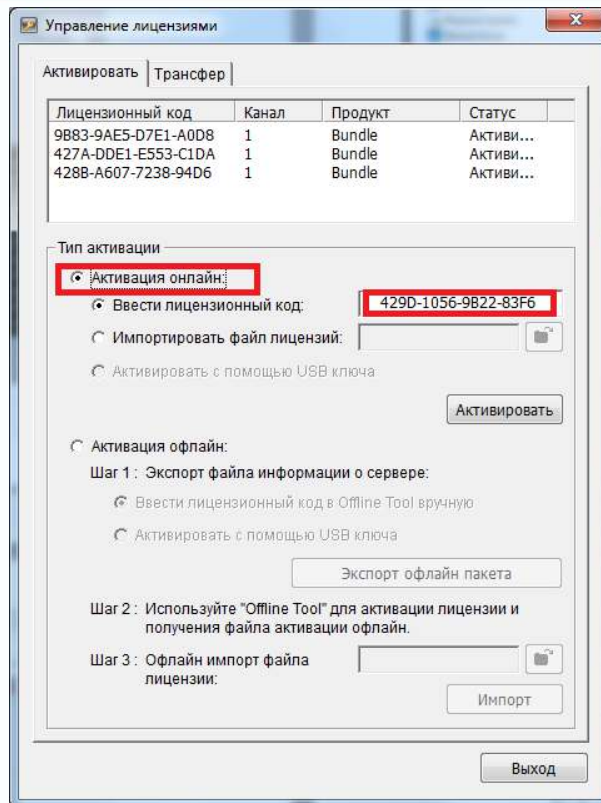 Управление лицензиями
Активировать Трансфер
Лицензионный код Канал Продукт Статус
9B83-9AE5-D7E1-A0D8 1 Bundle Активи...
427A-DDE1-E553-C1DA 1 Bundle Активи...
428B-A607-7238-94D6 1 Bundle Активи...
Тип активации
Активация онлайн:
Ввести лицензионный код: 429D-1056-9B22-83F6
Импортировать файл лицензий:
Активировать с помощью USB ключа
Активировать
Активация офлайн:
Шаг 1 : Экспорт файла информации о сервере:
Ввести лицензионный код в Offline Tool вручную
Активировать с помощью USB ключа
Экспорт офлайн пакета
Шаг 2 : Используйте "Offline Tool" для активации лицензии и
получения файла активации офлайн.
Шаг 3 : Офлайн импорт файла
лицензии:
Импорт
Выход